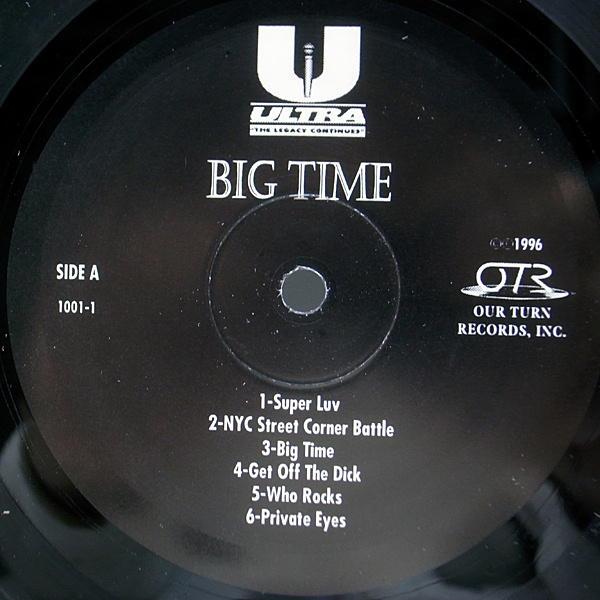 U
ULTRA
"THE LEGACY CONTINUES"
BIG TIME
SIDE A
1001-1
℗©1996
OTR
OUR TURN
RECORDS, INC.
1-Super Luv
2-NYC Street Corner Battle
3-Big Time
4-Get Off The Dick
5-Who Rocks
6-Private Eyes